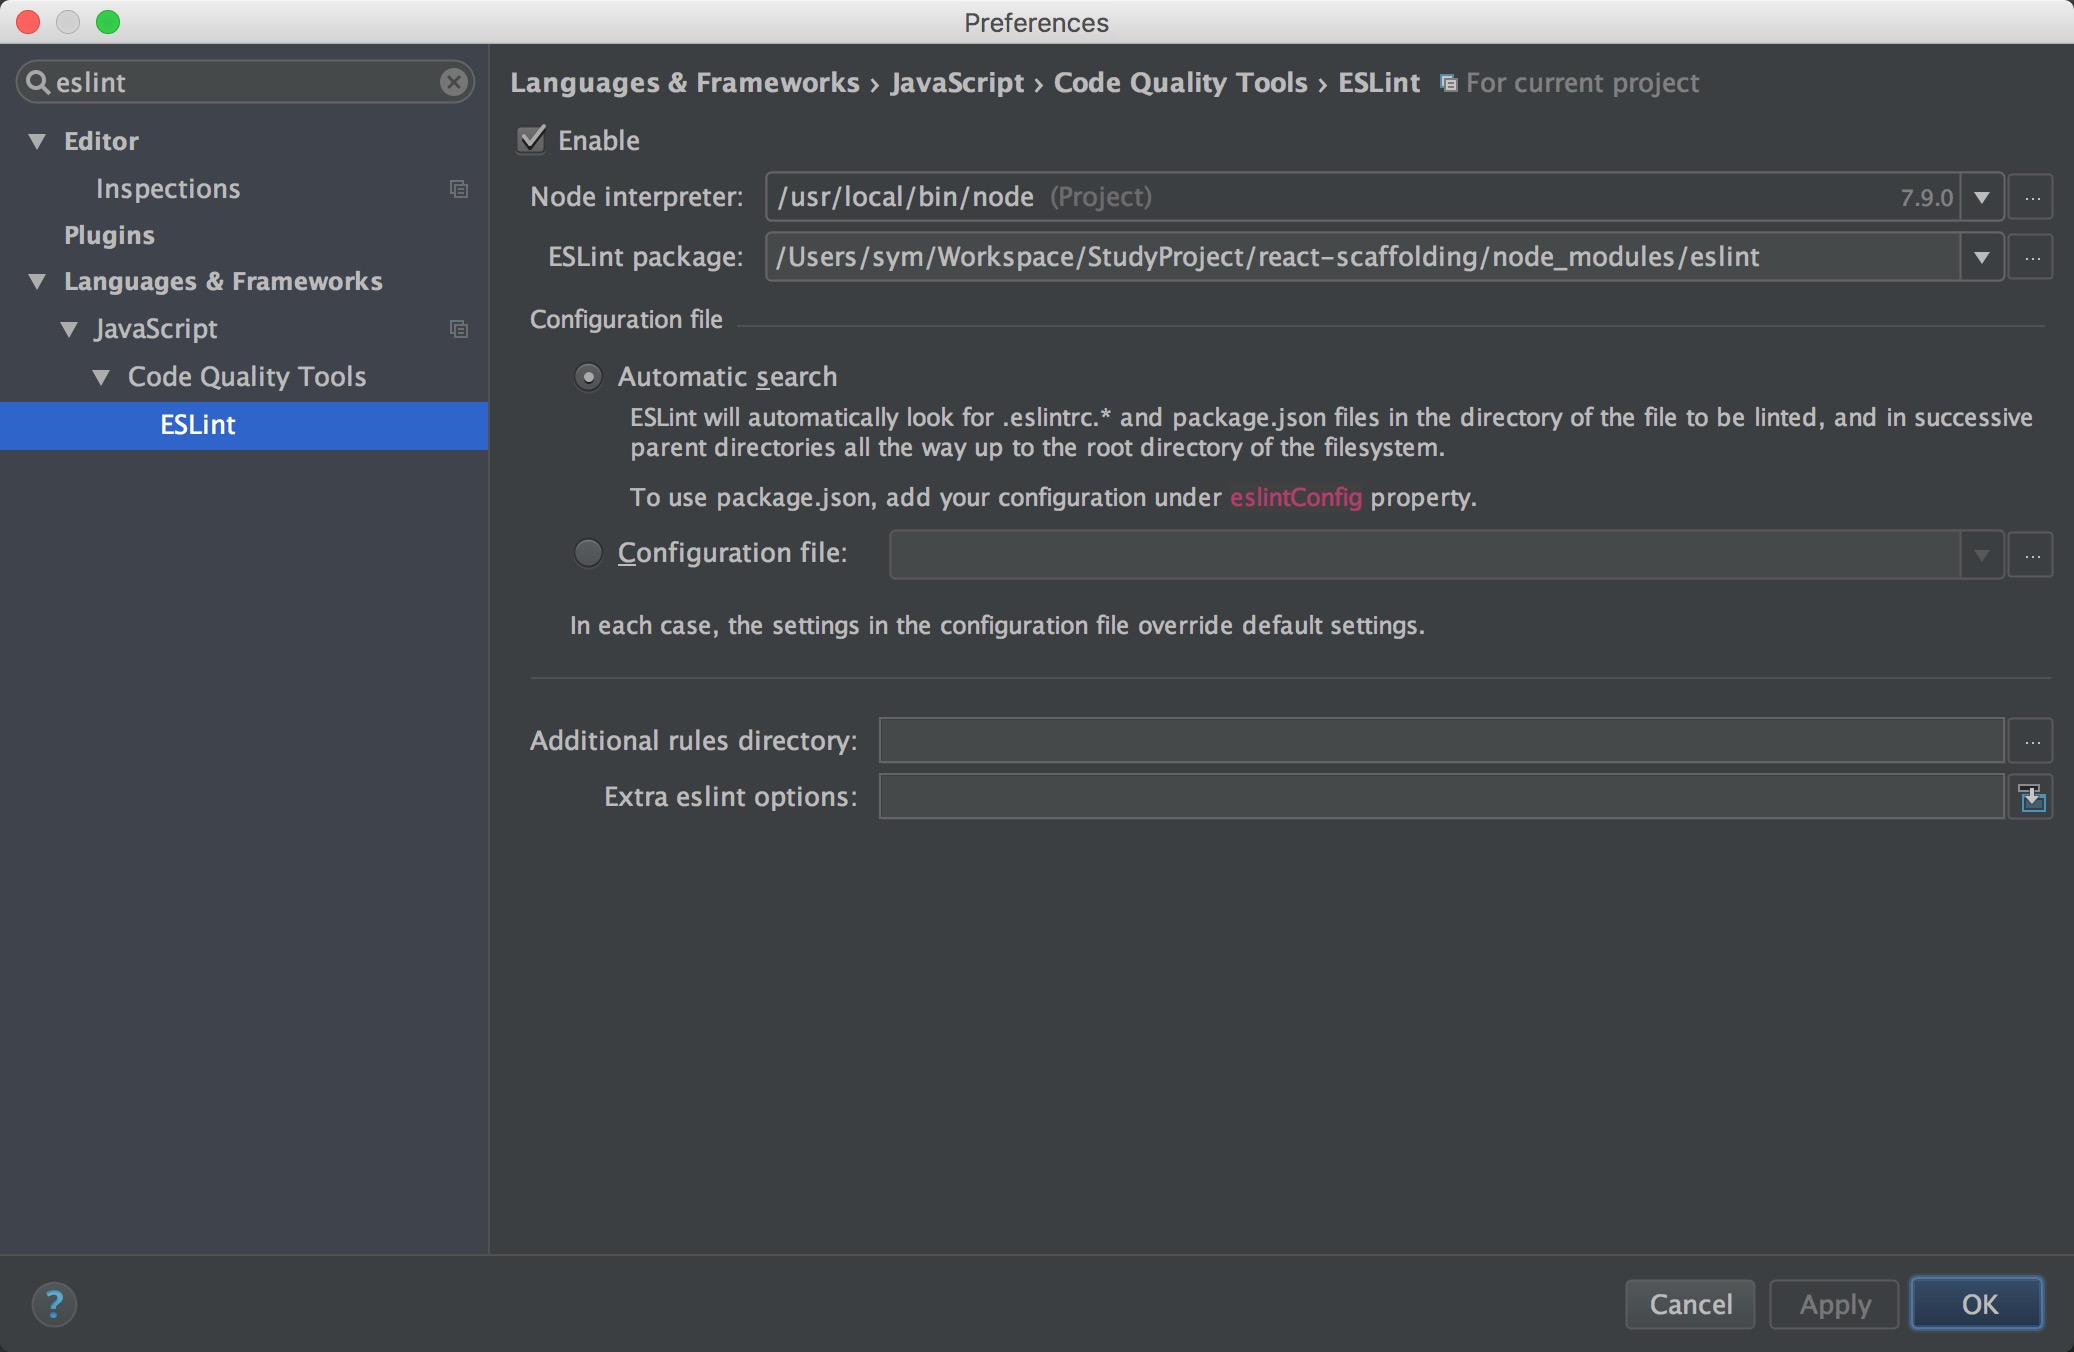 Preferences
eslint
Editor
Inspections
Plugins
Languages & Frameworks
JavaScript
Code Quality Tools
ESLint
Languages & Frameworks › JavaScript › Code Quality Tools › ESLint For current project
Enable
Node interpreter: /usr/local/bin/node (Project) 7.9.0 ...
ESLint package: /Users/sym/Workspace/StudyProject/react-scaffolding/node_modules/eslint ...
Configuration file
Automatic search
ESLint will automatically look for .eslintrc.* and package.json files in the directory of the file to be linted, and in successive
parent directories all the way up to the root directory of the filesystem.
To use package.json, add your configuration under eslintConfig property.
Configuration file: ...
In each case, the settings in the configuration file override default settings.
Additional rules directory: ...
Extra eslint options:
? Cancel Apply OK